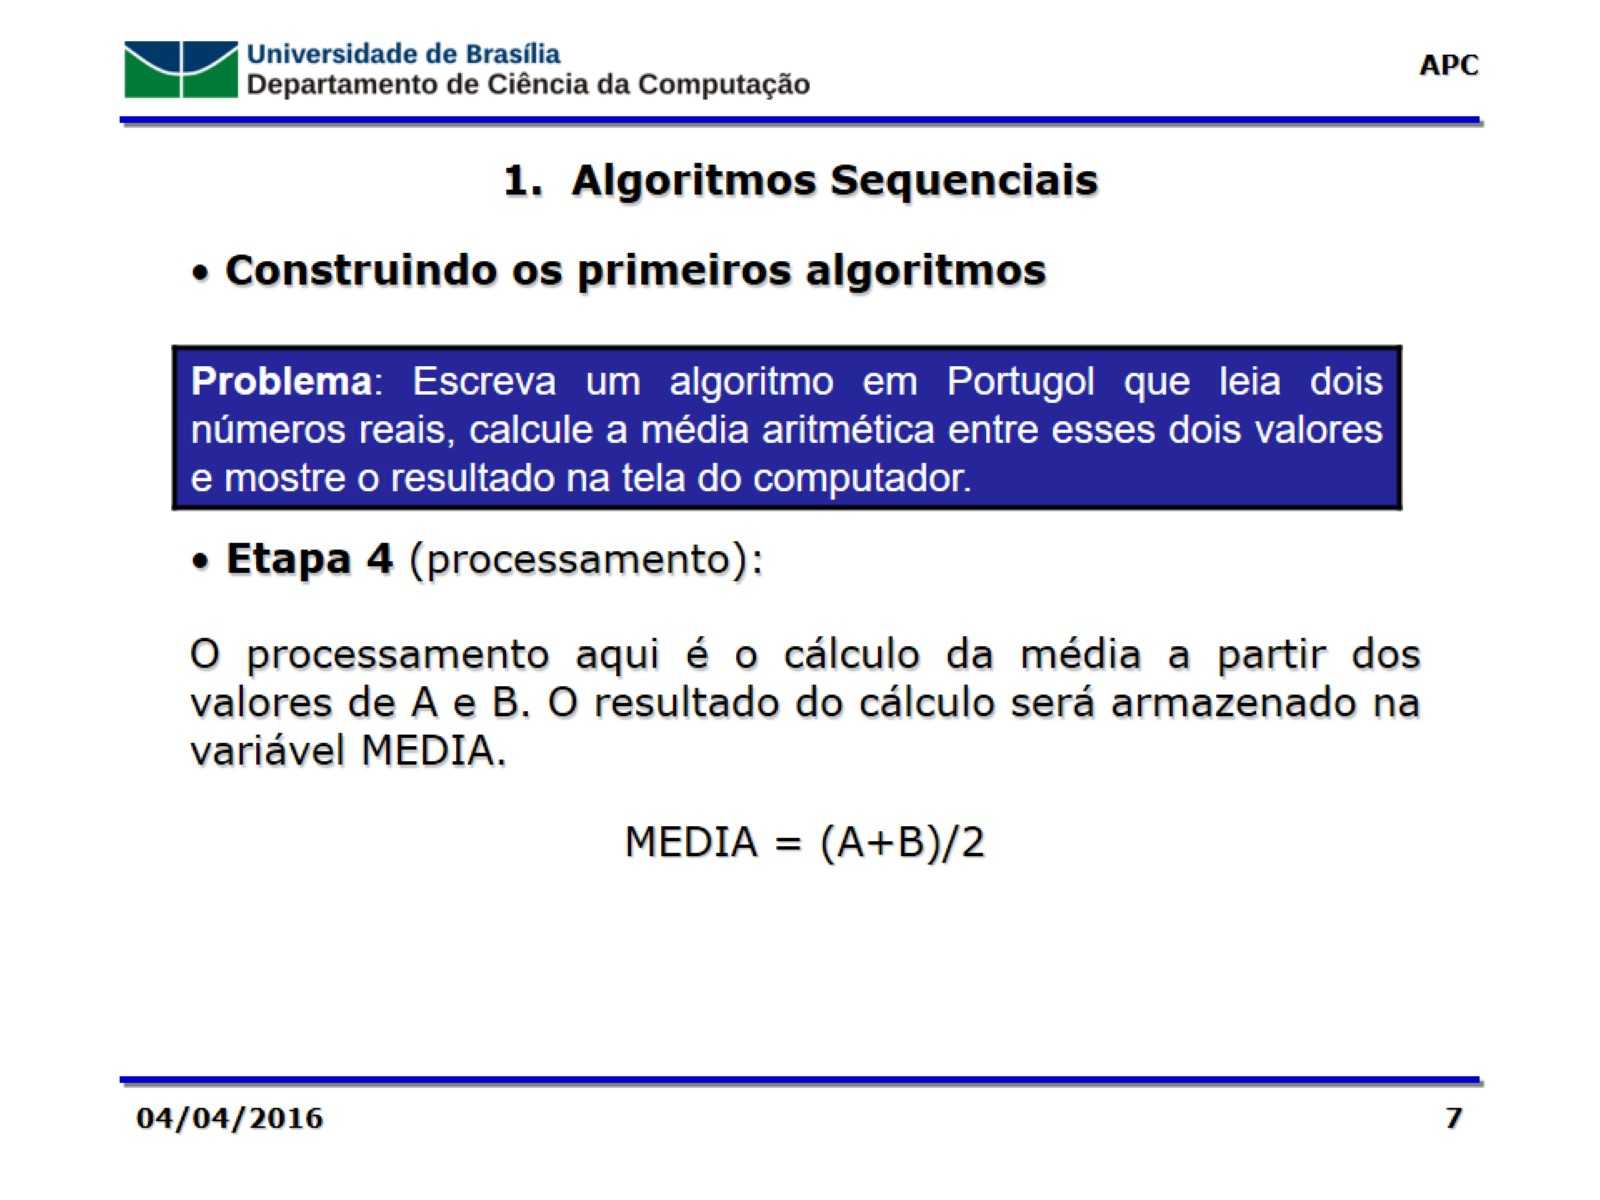 Universidade de Brasília
Departamento de Ciência da Computação
APC
1. Algoritmos Sequenciais
• Construindo os primeiros algoritmos
Problema: Escreva um algoritmo em Portugol que leia dois
números reais, calcule a média aritmética entre esses dois valores
e mostre o resultado na tela do computador.
• Etapa 4 (processamento):
O processamento aqui é o cálculo da média a partir dos
valores de A e B. O resultado do cálculo será armazenado na
variável MEDIA.
MEDIA = (A+B)/2
04/04/2016
7